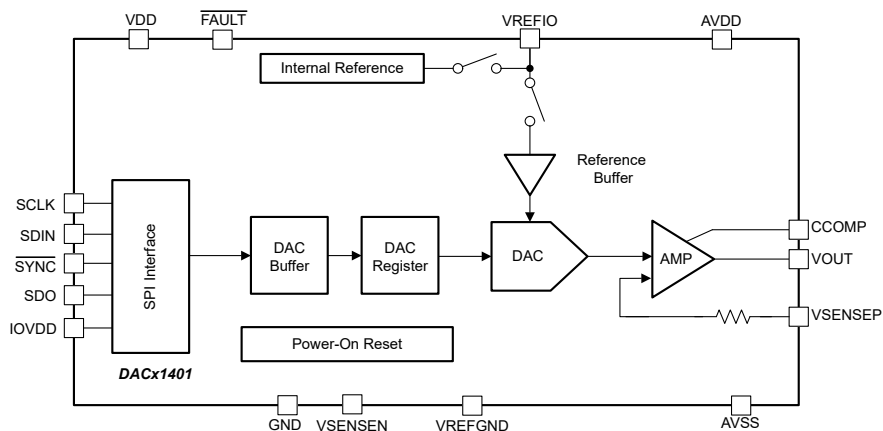 VDD
FAULT
VREFIO
AVDD
Internal Reference
Reference
Buffer
SCLK
SDIN
SYNC
SDO
IOVDD
SPI Interface
DAC
Buffer
DAC
Register
DAC
AMP
CCOMP
VOUT
VSENSEP
Power-On Reset
DACx1401
GND
VSENSEN
VREFGND
AVSS